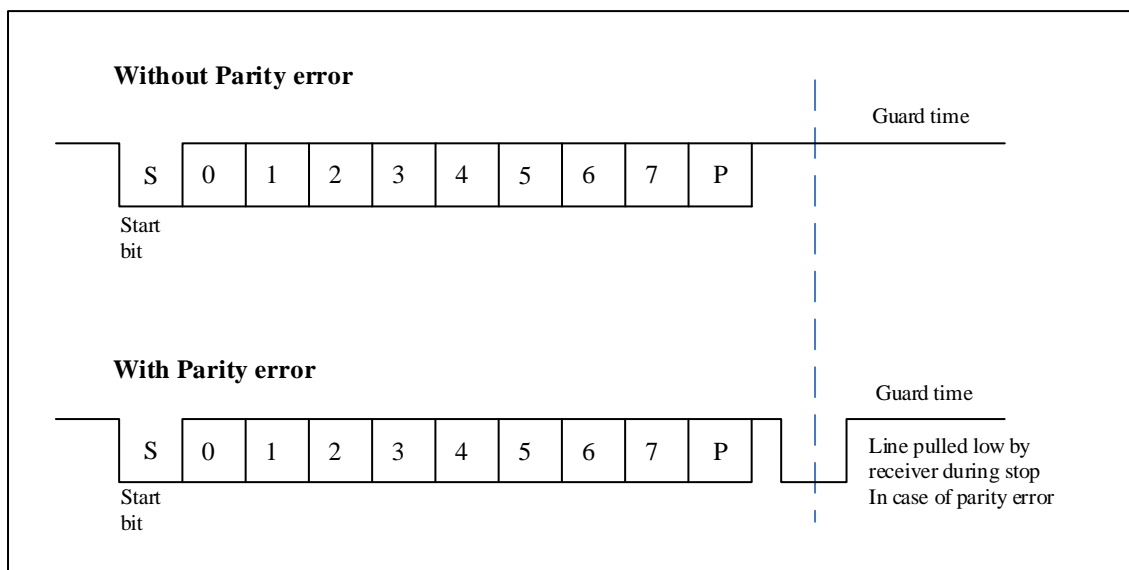 Without Parity error
Guard time
S 0 1 2 3 4 5 6 7 P
Start
bit
With Parity error
Guard time
S 0 1 2 3 4 5 6 7 P
Line pulled low by
receiver during stop
In case of parity error
Start
bit